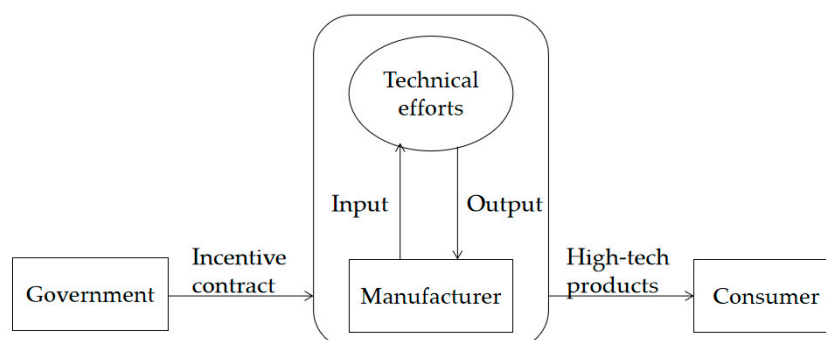 Technical
efforts
Input
Output
Incentive
contract
High-tech
products
Government
Manufacturer
Consumer